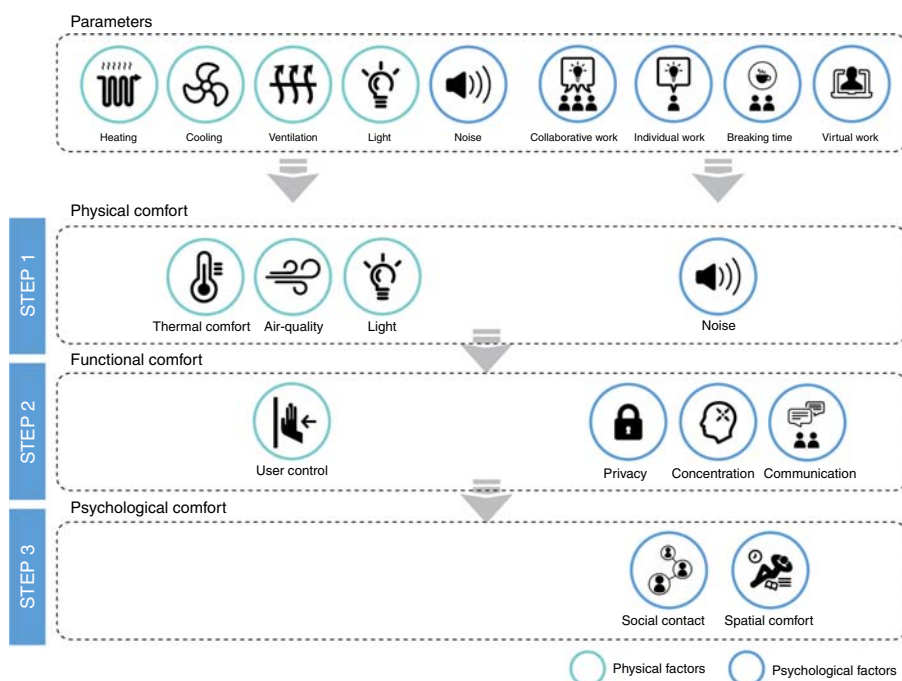 Parameters
Heating
Cooling
Ventilation
Light
Noise
Collaborative work
Individual work
Breaking time
Virtual work
STEP 1
Physical comfort
Thermal comfort
Air-quality
Light
Noise
STEP 2
Functional comfort
User control
Privacy
Concentration
Communication
STEP 3
Psychological comfort
Social contact
Spatial comfort
Physical factors
Psychological factors